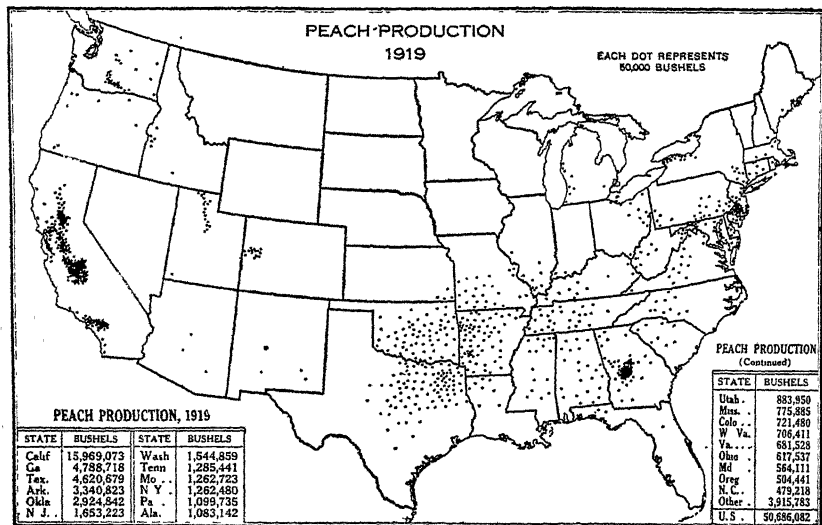 PEACH-PRODUCTION
1919
EACH DOT REPRESENTS
50,000 BUSHELS
PEACH PRODUCTION, 1919
STATE BUSHELS STATE BUSHELS
Calif 15,969,073 Wash 1,544,859
Ga 4,788,718 Tenn 1,285,441
Tex. 4,620,679 Mo .. 1,262,723
Ark. 3,340,823 N Y . 1,262,480
Okla 2,924,842 Pa . 1,099,735
N J.. 1,653,223 Ala. 1,083,142
PEACH PRODUCTION
(Continued)
STATE BUSHELS
Utah . 883,950
Miss. . 775,885
Colo . . 721,480
W Va. 706,411
Va.... 681,528
Ohio . 617,537
Md . 564,111
Oreg . 504,441
N. C.. . 479,218
Other . 3,915,783
U.S . 50,686,082